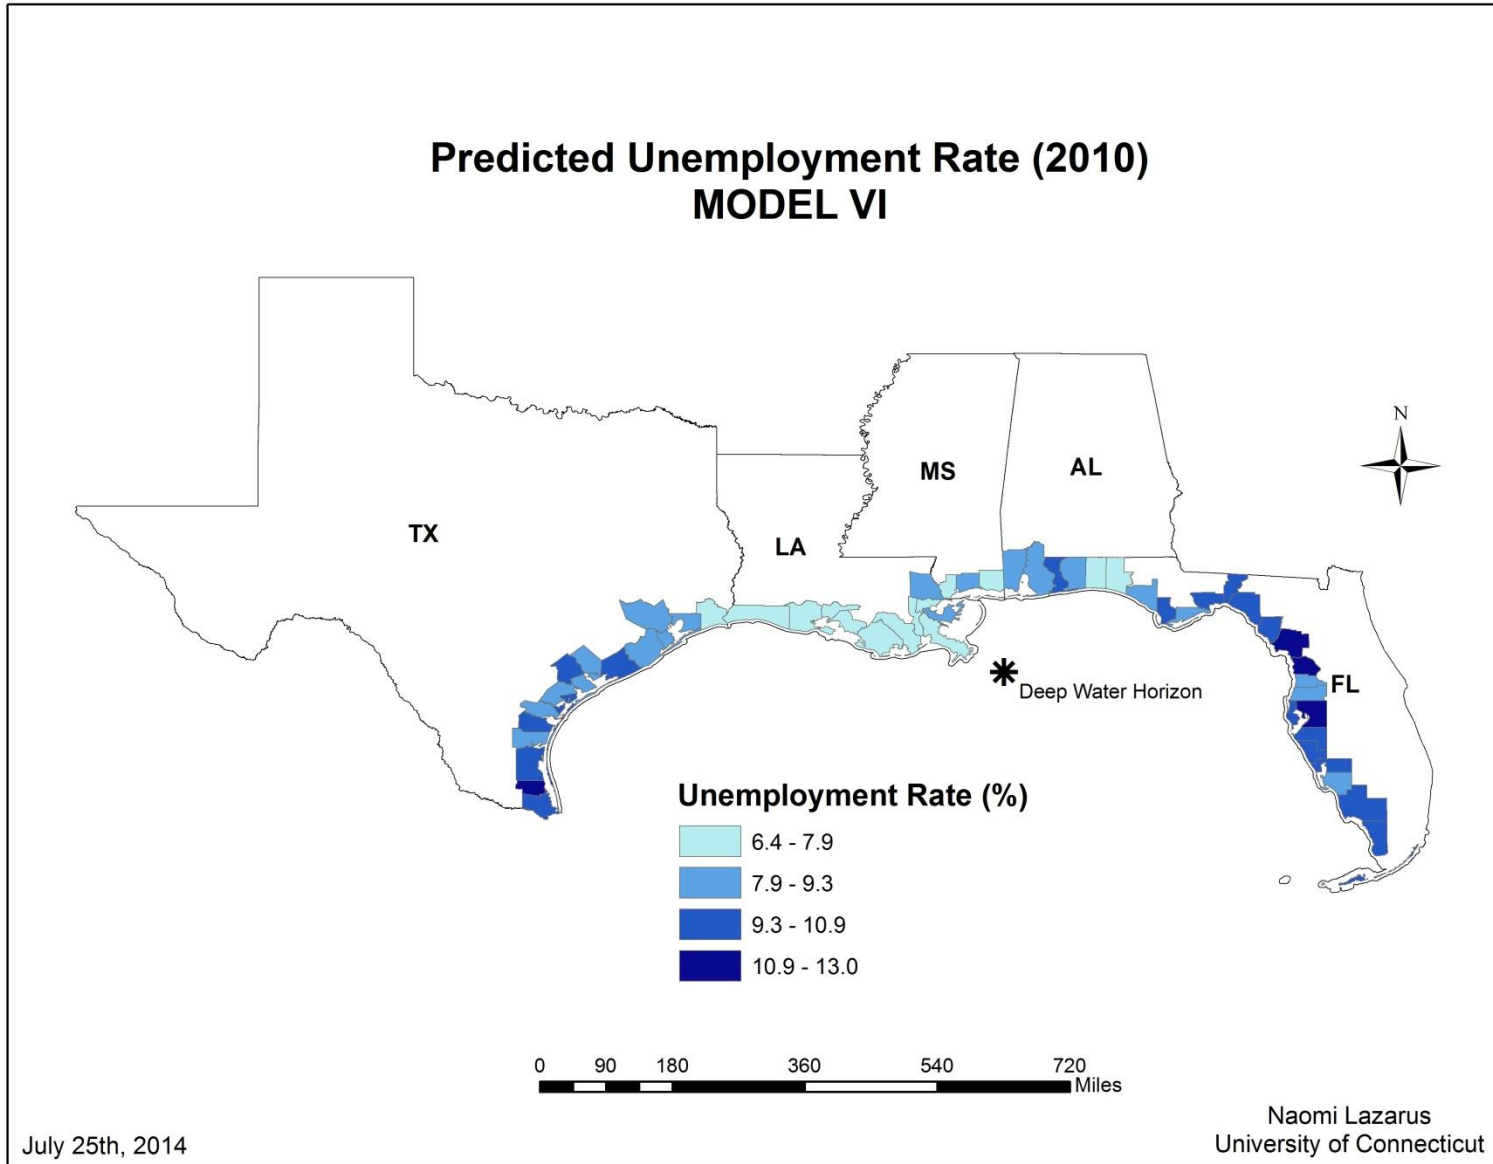 Predicted Unemployment Rate (2010)
MODEL VI
N
MS
AL
TX
LA
FL
Deep Water Horizon
Unemployment Rate (%)
6.4 - 7.9
7.9 - 9.3
9.3 - 10.9
10.9 - 13.0
0 90 180 360 540 720
Miles
July 25th, 2014
Naomi Lazarus
University of Connecticut